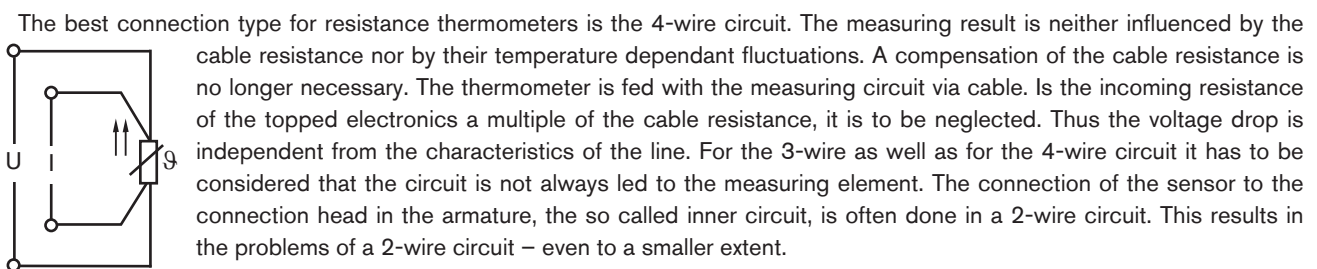 The best connection type for resistance thermometers is the 4-wire circuit. The measuring result is neither influenced by the
cable resistance nor by their temperature dependant fluctuations. A compensation of the cable resistance is
no longer necessary. The thermometer is fed with the measuring circuit via cable. Is the incoming resistance
of the topped electronics a multiple of the cable resistance, it is to be neglected. Thus the voltage drop is
independent from the characteristics of the line. For the 3-wire as well as for the 4-wire circuit it has to be
considered that the circuit is not always led to the measuring element. The connection of the sensor to the
connection head in the armature, the so called inner circuit, is often done in a 2-wire circuit. This results in
the problems of a 2-wire circuit – even to a smaller extent.
U I ϑ